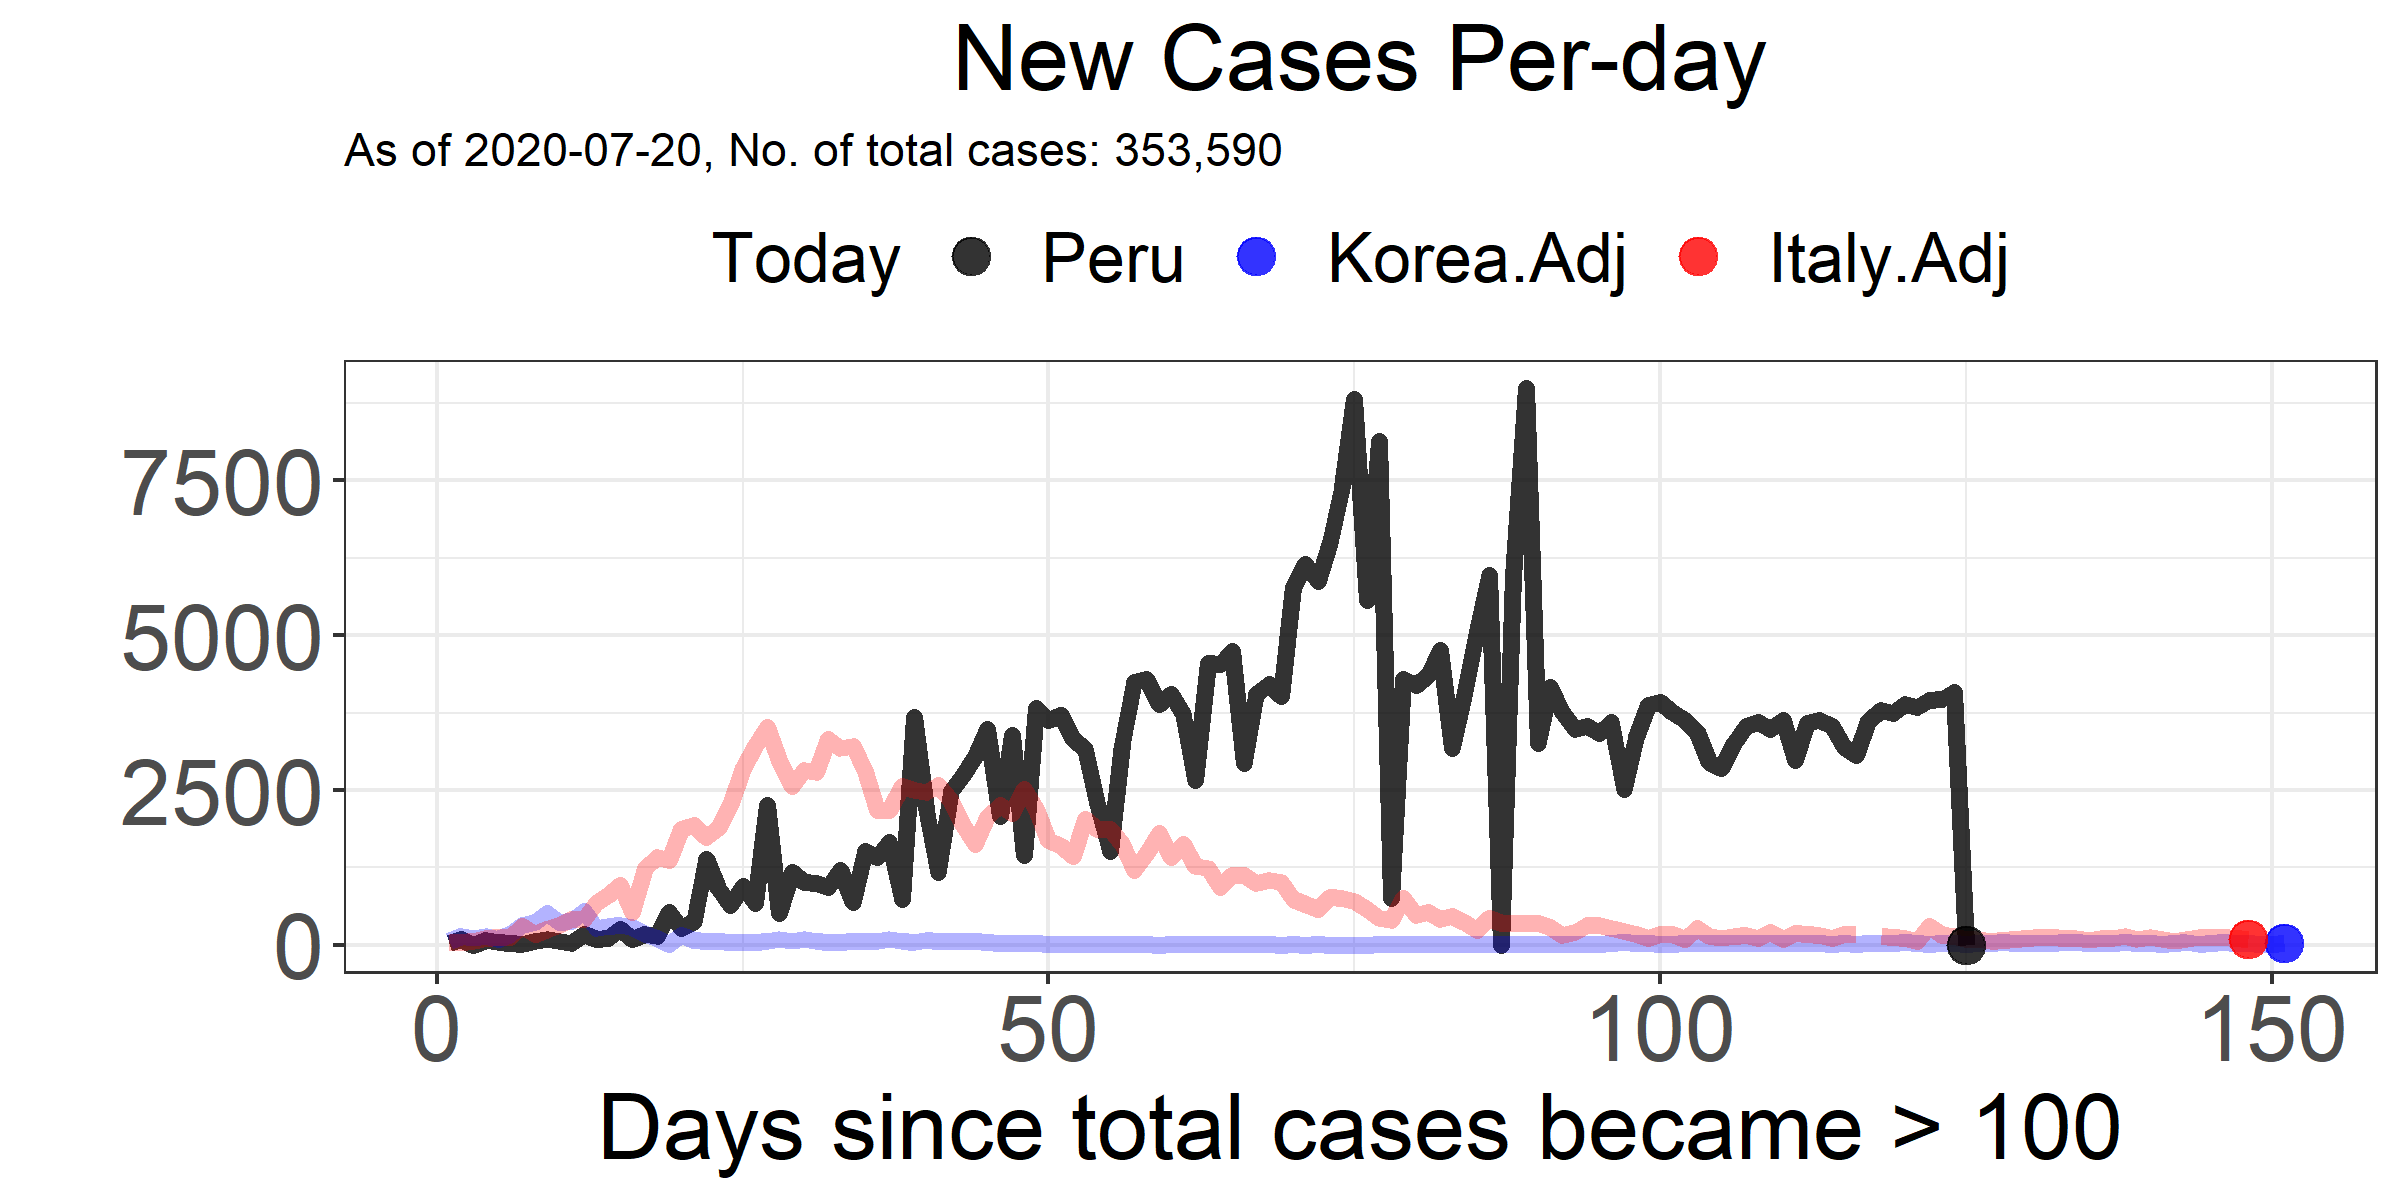 New Cases Per-day
As of 2020-07-20, No. of total cases: 353,590
Today Peru Korea.Adj Italy.Adj
7500
5000
2500
0
0 50 100 150
Days since total cases became > 100